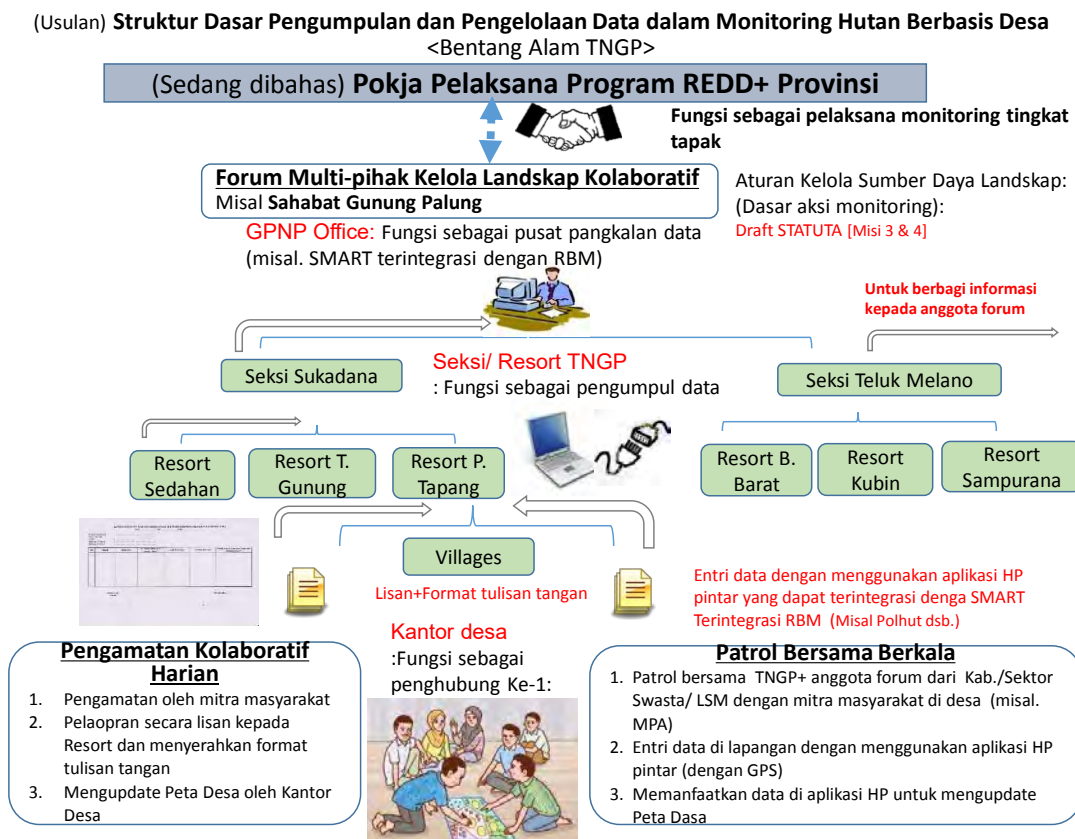 (Usulan) Struktur Dasar Pengumpulan dan Pengelolaan Data dalam Monitoring Hutan Berbasis Desa
<Bentang Alam TNGP>
(Sedang dibahas) Pokja Pelaksana Program REDD+ Provinsi
Fungsi sebagai pelaksana monitoring tingkat
tapak
Forum Multi-pihak Kelola Landskap Kolaboratif
Misal Sahabat Gunung Palung
Aturan Kelola Sumber Daya Landskap:
(Dasar aksi monitoring):
Draft STATUTA [Misi 3 & 4]
GPNP Office: Fungsi sebagai pusat pangkalan data
(misal. SMART terintegrasi dengan RBM)
Untuk berbagi informasi
kepada anggota forum
Seksi Sukadana
Seksi/ Resort TNGP
: Fungsi sebagai pengumpul data
Seksi Teluk Melano
Resort
Sedahan
Resort T.
Gunung
Resort P.
Tapang
Resort B.
Barat
Resort
Kubin
Resort
Sampurana
Villages
Lisan+Format tulisan tangan
Entri data dengan menggunakan aplikasi HP
pintar yang dapat terintegrasi denga SMART
Terintegrasi RBM (Misal Polhut dsb.)
Kantor desa
:Fungsi sebagai
penghubung Ke-1:
Pengamatan Kolaboratif
Harian
1. Pengamatan oleh mitra masyarakat
2. Pelaopran secara lisan kepada
Resort dan menyerahkan format
tulisan tangan
3. Mengupdate Peta Desa oleh Kantor
Desa
Patrol Bersama Berkala
1. Patrol bersama TNGP+ anggota forum dari Kab./Sektor
Swasta/ LSM dengan mitra masyarakat di desa (misal.
MPA)
2. Entri data di lapangan dengan menggunakan aplikasi HP
pintar (dengan GPS)
3. Memanfaatkan data di aplikasi HP untuk mengupdate
Peta Dasa